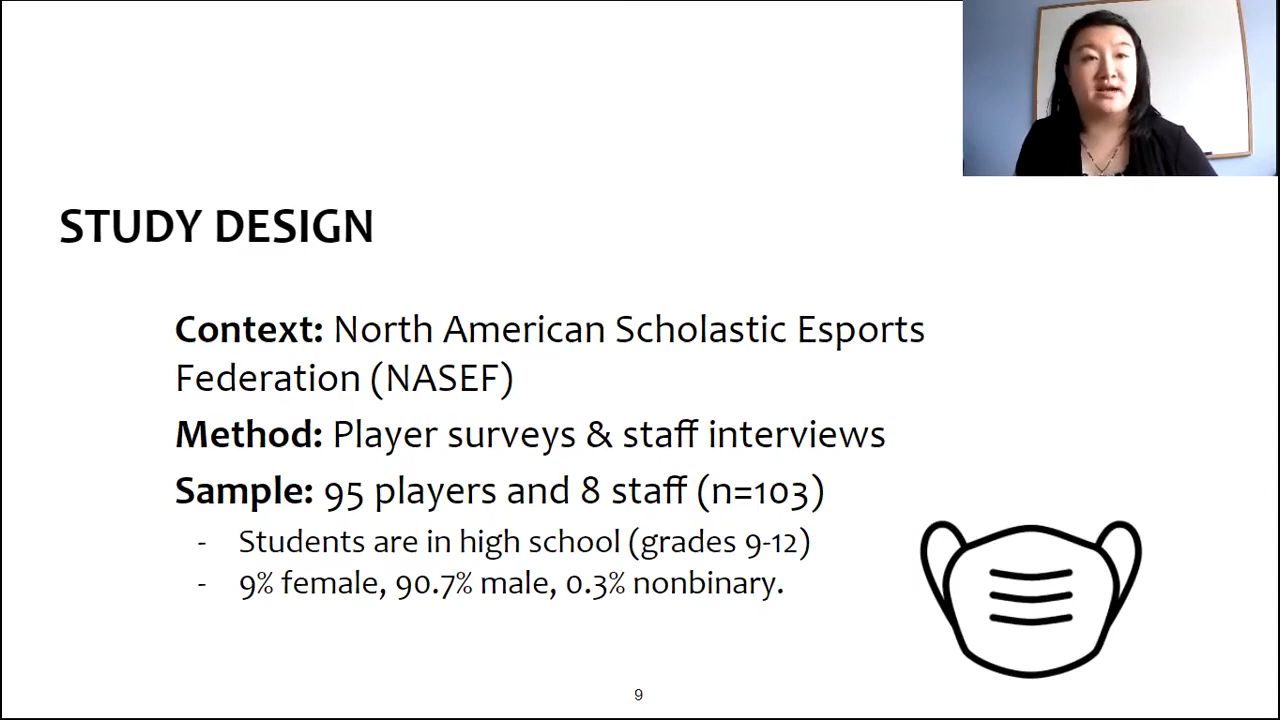 STUDY DESIGN
Context: North American Scholastic Esports
Federation (NASEF)
Method: Player surveys & staff interviews
Sample: 95 players and 8 staff (n=103)
- Students are in high school (grades 9-12)
- 9% female, 90.7% male, 0.3% nonbinary.
9